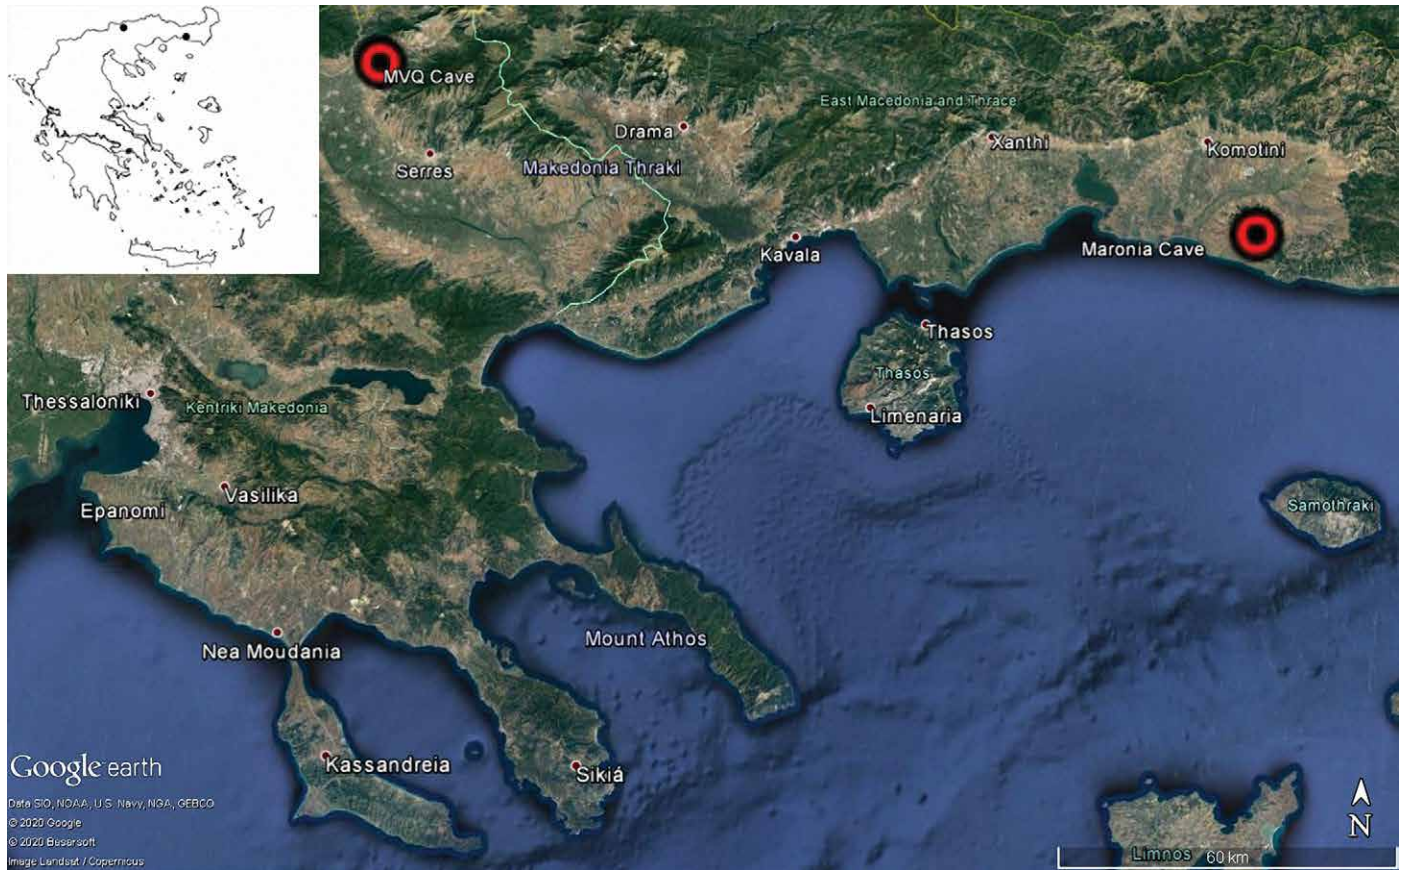 MVQ Cave
East Macedonia and Thrace
Drama
Xanthi
Komotini
Serres
Makedonia Thraki
Kavala
Maronia Cave
Thasos
Thasos
Limenaria
Thessaloniki
Kentriki Makedonia
Vasilika
Epanomi
Samothraki
Mount Athos
Nea Moudania
Kassandreia
Sikiá
Google earth
Data SIO, NOAA, U.S. Navy, NGA, GEBCO
© 2020 Google
© 2020 Basarsoft
Image Landsat / Copernicus
N
Limnos
60 km